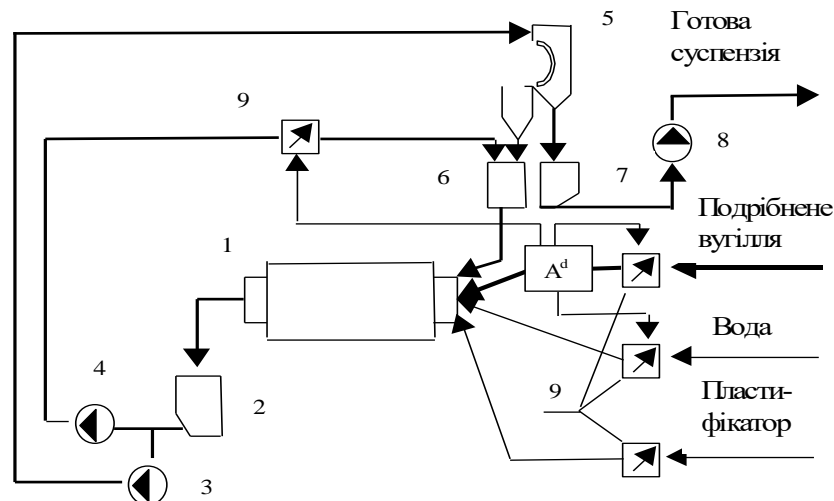 5
Готова
суспензія
9
8
6
7
Подрібнене
вугілля
1
A^d
Вода
4
2
9
Пласти-
фікатор
3